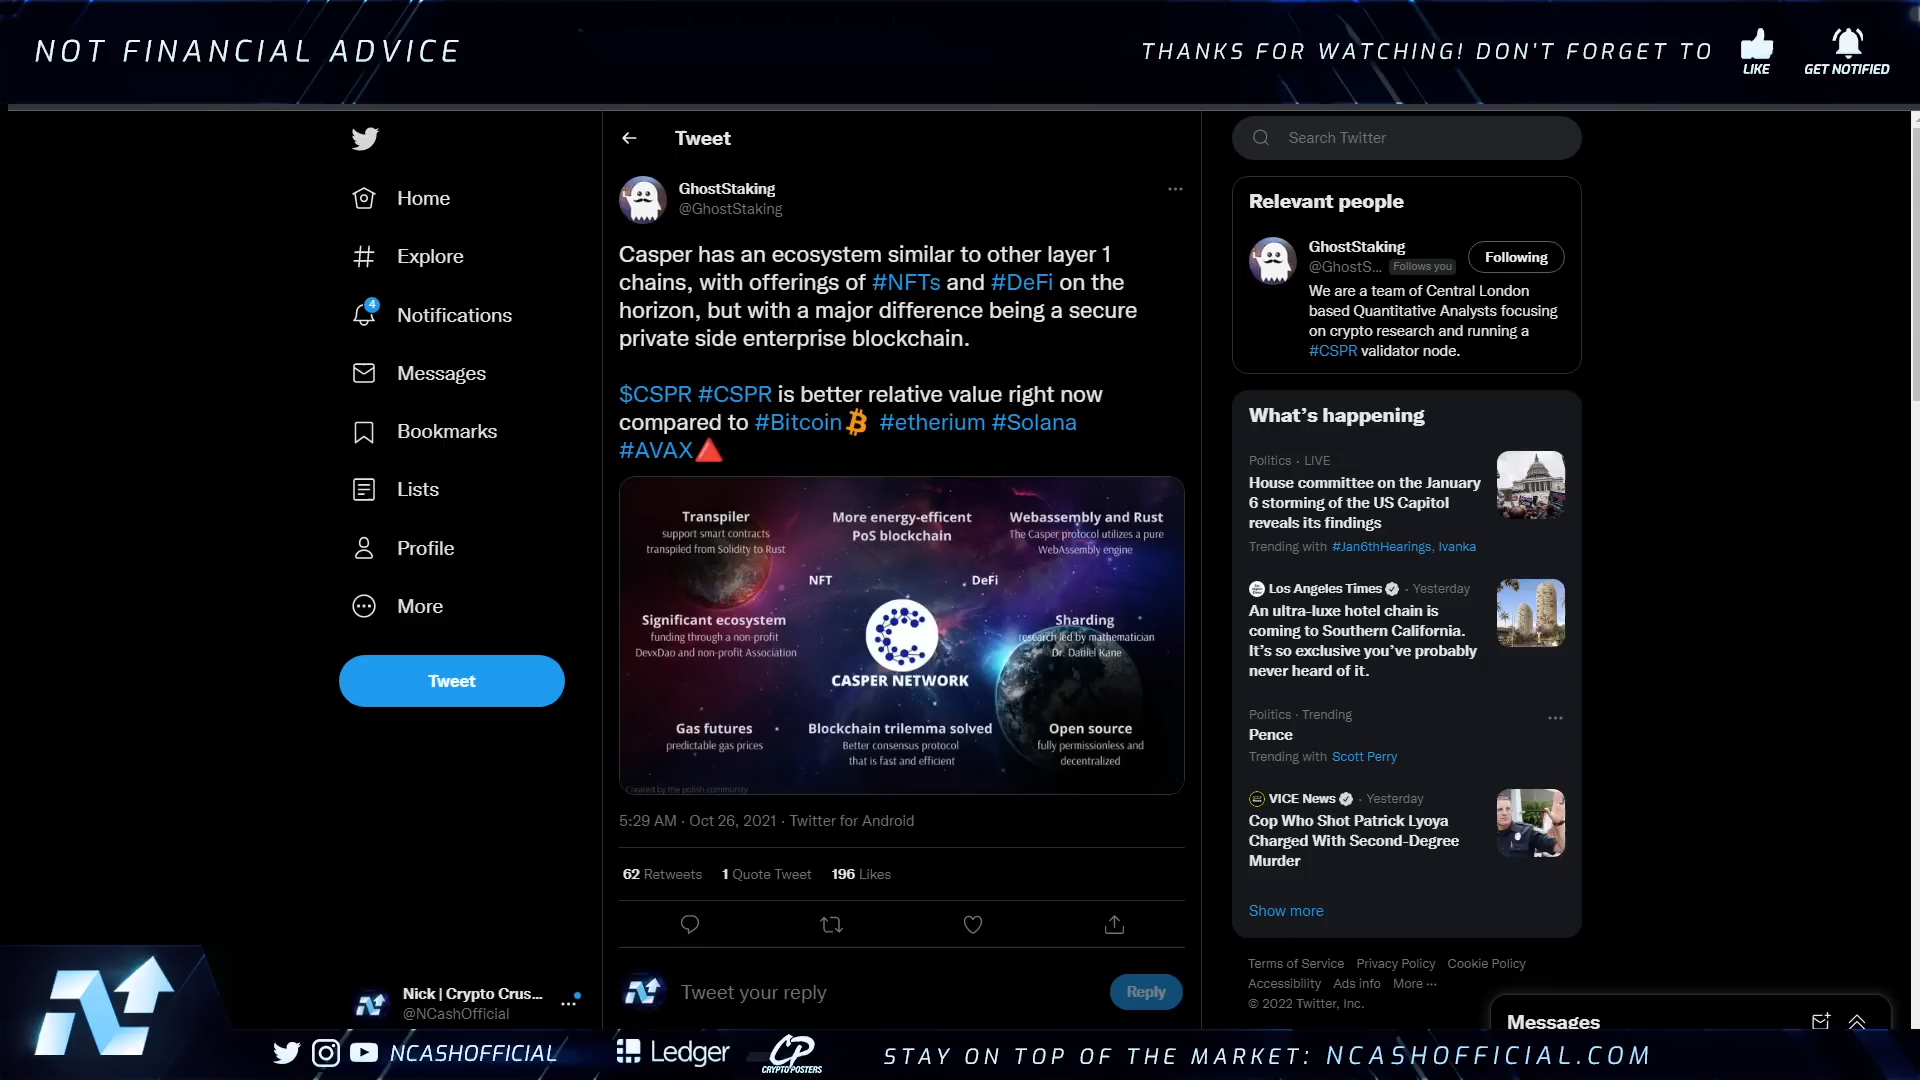 NOT FINANCIAL ADVICE
THANKS FOR WATCHING! DON'T FORGET TO
LIKE
GET NOTIFIED
Home
Explore
4
Notifications
Messages
Bookmarks
Lists
Profile
More
Tweet
Nick | Crypto Crus...
@NCashOfficial
Tweet
GhostStaking
@GhostStaking
Casper has an ecosystem similar to other layer 1
chains, with offerings of #NFTs and #DeFi on the
horizon, but with a major difference being a secure
private side enterprise blockchain.
$CSPR #CSPR is better relative value right now
compared to #Bitcoin #etherium #Solana
#AVAX
Transpiler
support smart contracts
transpiled from Solidity to Rust
More energy-efficent
PoS blockchain
Webassembly and Rust
The Casper protocol utilizes a pure
WebAssembly engine
NFT
DeFi
Significant ecosystem
funding through a non-profit
DevxDao and non-profit Association
CASPER NETWORK
Sharding
research led by mathematician
Dr. Daniel Kane
Gas futures
predictable gas prices
Blockchain trilemma solved
Better consensus protocol
that is fast and efficient
Open source
fully permissionless and
decentralized
Created by the polish community
5:29 AM · Oct 26, 2021 · Twitter for Android
62 Retweets 1 Quote Tweet 196 Likes
Tweet your reply
Reply
Search Twitter
Relevant people
GhostStaking
@GhostS... Follows you
Following
We are a team of Central London
based Quantitative Analysts focusing
on crypto research and running a
#CSPR validator node.
What's happening
Politics · LIVE
House committee on the January
6 storming of the US Capitol
reveals its findings
Trending with #Jan6thHearings, Ivanka
Los Angeles Times · Yesterday
An ultra-luxe hotel chain is
coming to Southern California.
It's so exclusive you've probably
never heard of it.
Politics · Trending
Pence
Trending with Scott Perry
VICE News · Yesterday
Cop Who Shot Patrick Lyoya
Charged With Second-Degree
Murder
Show more
Terms of Service Privacy Policy Cookie Policy
Accessibility Ads info More ···
© 2022 Twitter, Inc.
Messages
NCASHOFFICIAL
Ledger
CP
CRYPTOPOSTERS
STAY ON TOP OF THE MARKET: NCASHOFFICIAL.COM